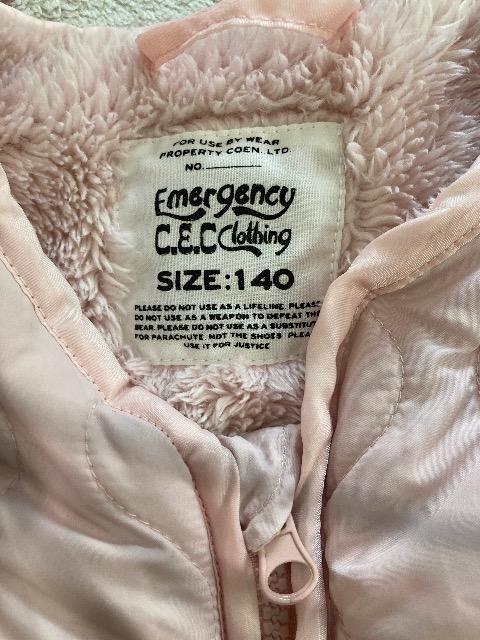 FOR USE BY WEAR
PROPERTY COEN. LTD.
NO.
Emergency
C.E.C Clothing
SIZE:140
PLEASE DO NOT USE AS A LIFELINE. PLEASE
DO NOT USE AS A WEAPON TO DEFEAT THE
BEAR. PLEASE DO NOT USE AS A SUBSTITUT
FOR PARACHUTE, NOT THE SHOES PLEASE
USE IT FOR JUSTICE